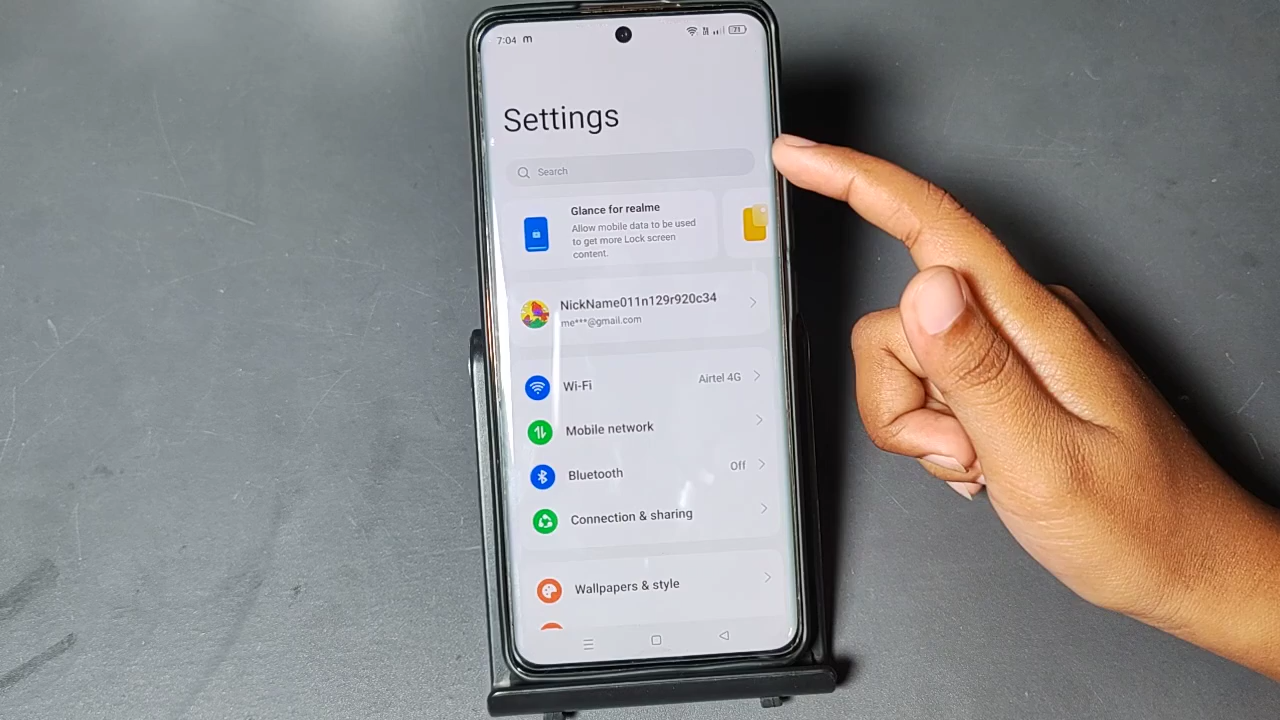 7:04 m
71
Settings
Search
Glance for realme
Allow mobile data to be used
to get more Lock screen
content.
NickName011n129r920c34
me***@gmail.com
Wi-Fi
Airtel 4G
Mobile network
Bluetooth
Off
Connection & sharing
Wallpapers & style